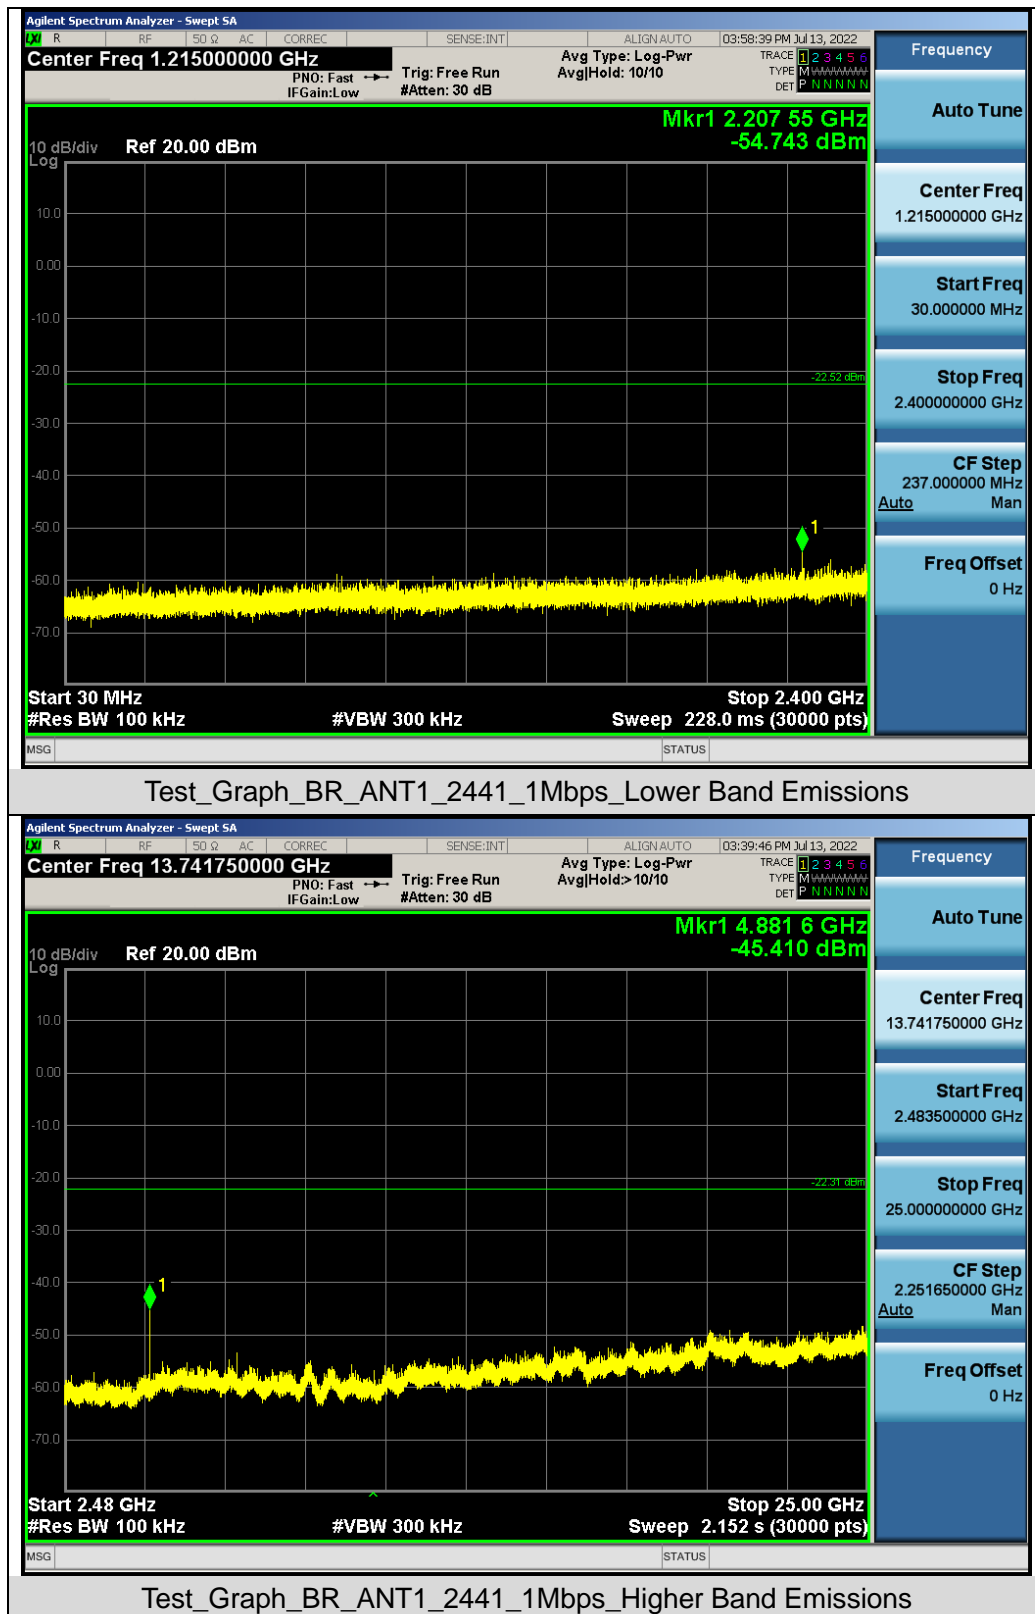 Agilent Spectrum Analyzer - Swept SA
LXI R RF 50 Ω AC CORREC SENSE:INT ALIGN AUTO 03:58:39 PM Jul 13, 2022
Center Freq 1.215000000 GHz
PNO: Fast
IFGain:Low
Trig: Free Run
#Atten: 30 dB
Avg Type: Log-Pwr
Avg|Hold: 10/10
TRACE 1 2 3 4 5 6
TYPE M
DET P N N N N N
Frequency
Auto Tune
Center Freq
1.215000000 GHz
Start Freq
30.000000 MHz
Stop Freq
2.400000000 GHz
CF Step
237.000000 MHz
Auto Man
Freq Offset
0 Hz
Mkr1 2.207 55 GHz
-54.743 dBm
10 dB/div Ref 20.00 dBm
Log
10.0
0.00
-10.0
-20.0
-22.52 dBm
-30.0
-40.0
-50.0
1
-60.0
-70.0
Start 30 MHz Stop 2.400 GHz
#Res BW 100 kHz #VBW 300 kHz Sweep 228.0 ms (30000 pts)
MSG STATUS
Test_Graph_BR_ANT1_2441_1Mbps_Lower Band Emissions
Agilent Spectrum Analyzer - Swept SA
LXI R RF 50 Ω AC CORREC SENSE:INT ALIGN AUTO 03:39:46 PM Jul 13, 2022
Center Freq 13.741750000 GHz
PNO: Fast
IFGain:Low
Trig: Free Run
#Atten: 30 dB
Avg Type: Log-Pwr
Avg|Hold:>10/10
TRACE 1 2 3 4 5 6
TYPE M
DET P N N N N N
Frequency
Auto Tune
Center Freq
13.741750000 GHz
Start Freq
2.483500000 GHz
Stop Freq
25.000000000 GHz
CF Step
2.251650000 GHz
Auto Man
Freq Offset
0 Hz
Mkr1 4.881 6 GHz
-45.410 dBm
10 dB/div Ref 20.00 dBm
Log
10.0
0.00
-10.0
-20.0
-22.31 dBm
-30.0
-40.0
1
-50.0
-60.0
-70.0
Start 2.48 GHz Stop 25.00 GHz
#Res BW 100 kHz #VBW 300 kHz Sweep 2.152 s (30000 pts)
MSG STATUS
Test_Graph_BR_ANT1_2441_1Mbps_Higher Band Emissions